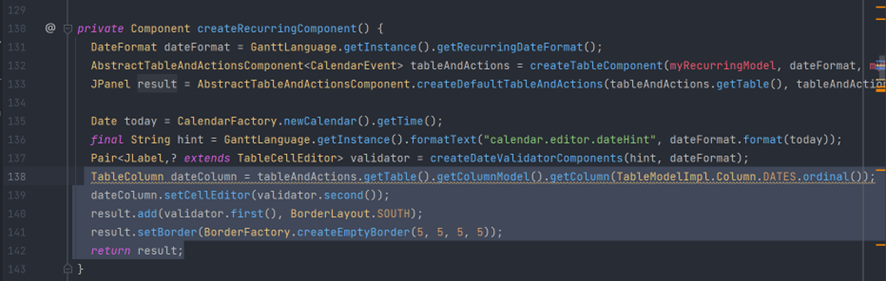 129
130 @ private Component createRecurringComponent() {
131 DateFormat dateFormat = GanttLanguage.getInstance().getRecurringDateFormat();
132 AbstractTableAndActionsComponent<CalendarEvent> tableAndActions = createTableComponent(myRecurringModel, dateFormat,
133 JPanel result = AbstractTableAndActionsComponent.createDefaultTableAndActions(tableAndActions.getTable(),
134
135 Date today = CalendarFactory.newCalendar().getTime();
136 final String hint = GanttLanguage.getInstance().formatText("calendar.editor.dateHint", dateFormat.format(today));
137 Pair<JLabel,? extends TableCellEditor> validator = createDateValidatorComponents(hint, dateFormat);
138 TableColumn dateColumn = tableAndActions.getTable().getColumnModel().getColumn(TableModelImpl.Column.DATES.ordinal());
139 dateColumn.setCellEditor(validator.second());
140 result.add(validator.first(), BorderLayout.SOUTH);
141 result.setBorder(BorderFactory.createEmptyBorder(5, 5, 5, 5));
142 return result;
143 }